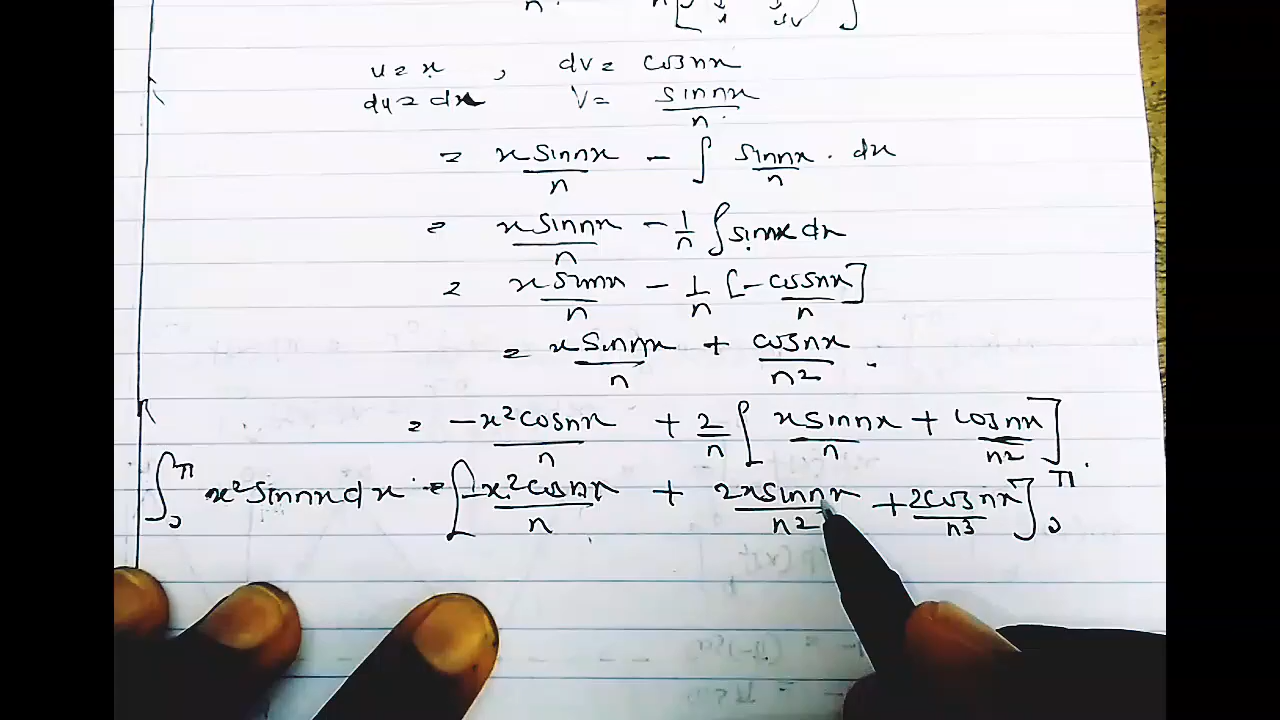 u = x , dv = cos nx
du = dx V = sin nx / n
= x sin nx / n - ∫ sin nx / n . dx
= x sin nx / n - 1/n ∫ sin nx dx
= x sin nx / n - 1/n [- cos nx / n]
= x sin nx / n + cos nx / n2 .
= -x² cos nx / n + 2/n [ x sin nx / n + cos nx / n2 ] .
∫₀^π x² sin nx dx = [ -x² cos nx / n + 2x sin nx / n2 + 2 cos nx / n3 ]₀^π